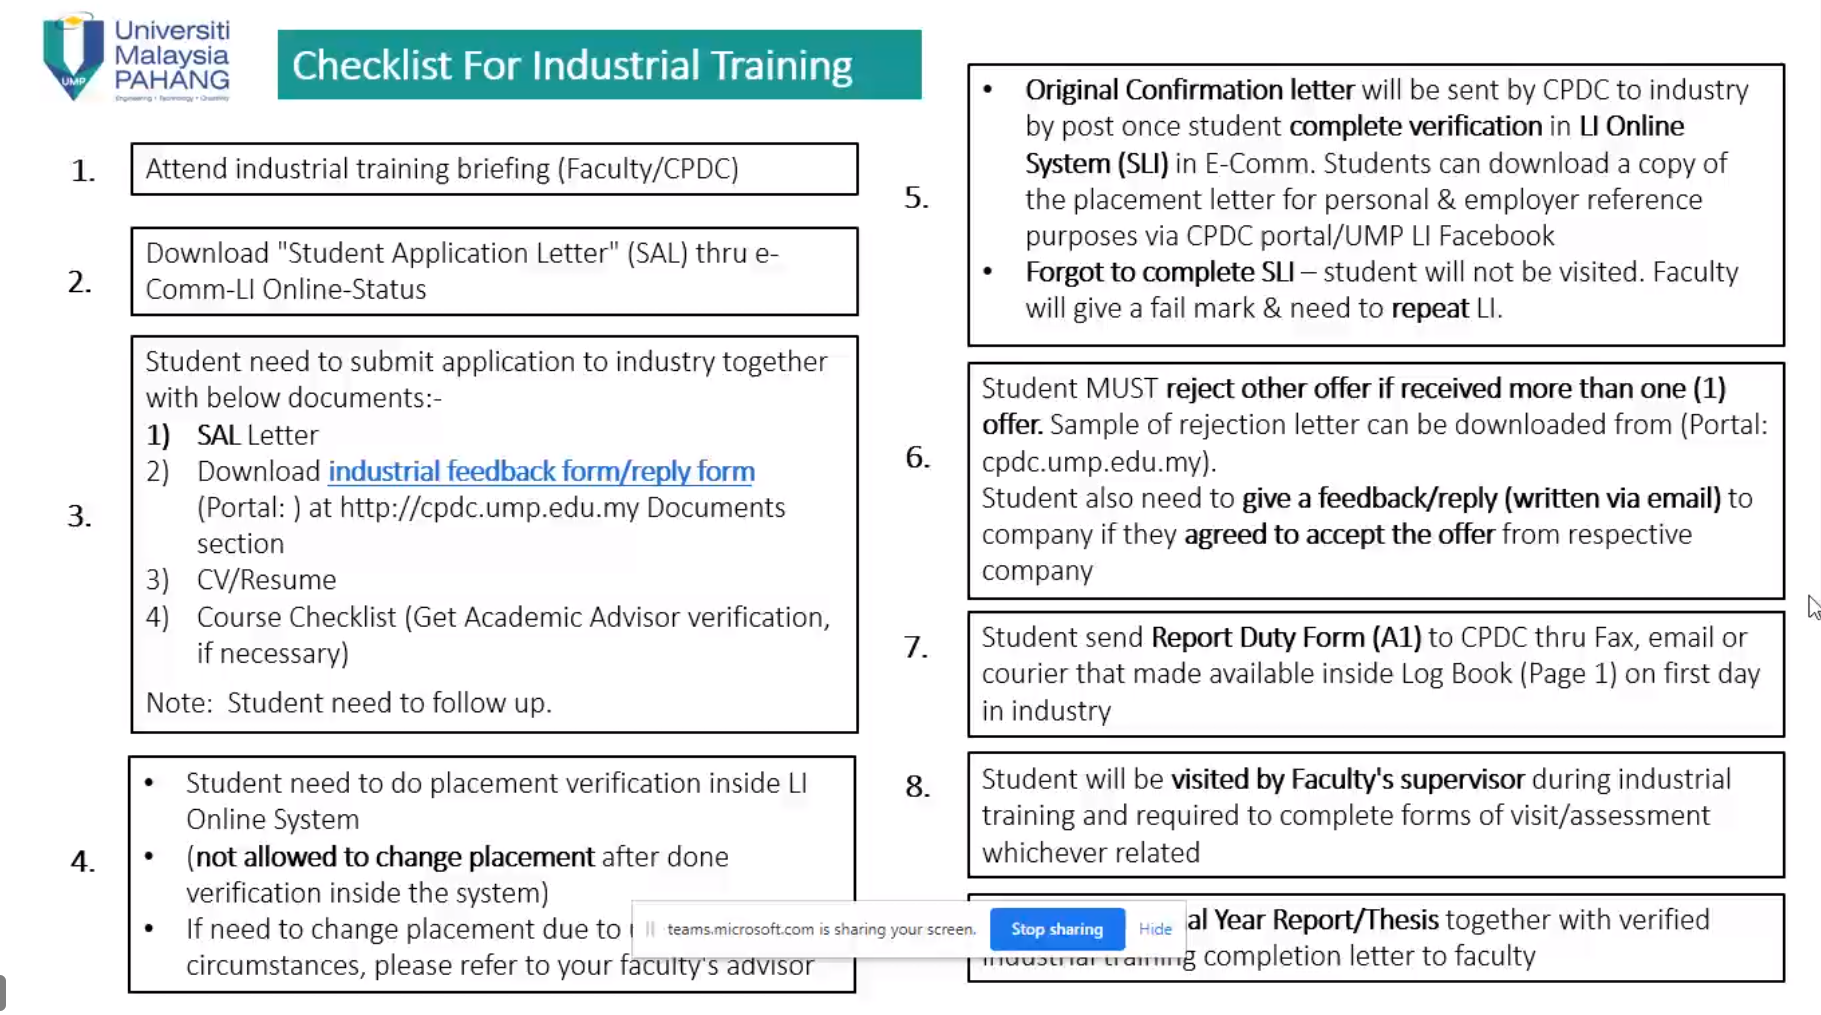 Universiti
Malaysia
PAHANG
UMP
Engineering • Technology • Creativity
Checklist For Industrial Training
1.
Attend industrial training briefing (Faculty/CPDC)
2.
Download "Student Application Letter" (SAL) thru e-
Comm-LI Online-Status
3.
Student need to submit application to industry together
with below documents:-
1) SAL Letter
2) Download industrial feedback form/reply form
(Portal: ) at http://cpdc.ump.edu.my Documents
section
3) CV/Resume
4) Course Checklist (Get Academic Advisor verification,
if necessary)
Note: Student need to follow up.
4.
• Student need to do placement verification inside LI
Online System
• (not allowed to change placement after done
verification inside the system)
• If need to change placement due to
circumstances, please refer to your faculty's advisor
5.
• Original Confirmation letter will be sent by CPDC to industry
by post once student complete verification in LI Online
System (SLI) in E-Comm. Students can download a copy of
the placement letter for personal & employer reference
purposes via CPDC portal/UMP LI Facebook
• Forgot to complete SLI – student will not be visited. Faculty
will give a fail mark & need to repeat LI.
6.
Student MUST reject other offer if received more than one (1)
offer. Sample of rejection letter can be downloaded from (Portal:
cpdc.ump.edu.my).
Student also need to give a feedback/reply (written via email) to
company if they agreed to accept the offer from respective
company
7.
Student send Report Duty Form (A1) to CPDC thru Fax, email or
courier that made available inside Log Book (Page 1) on first day
in industry
8.
Student will be visited by Faculty's supervisor during industrial
training and required to complete forms of visit/assessment
whichever related
al Year Report/Thesis together with verified
industrial training completion letter to faculty
teams.microsoft.com is sharing your screen.
Stop sharing
Hide